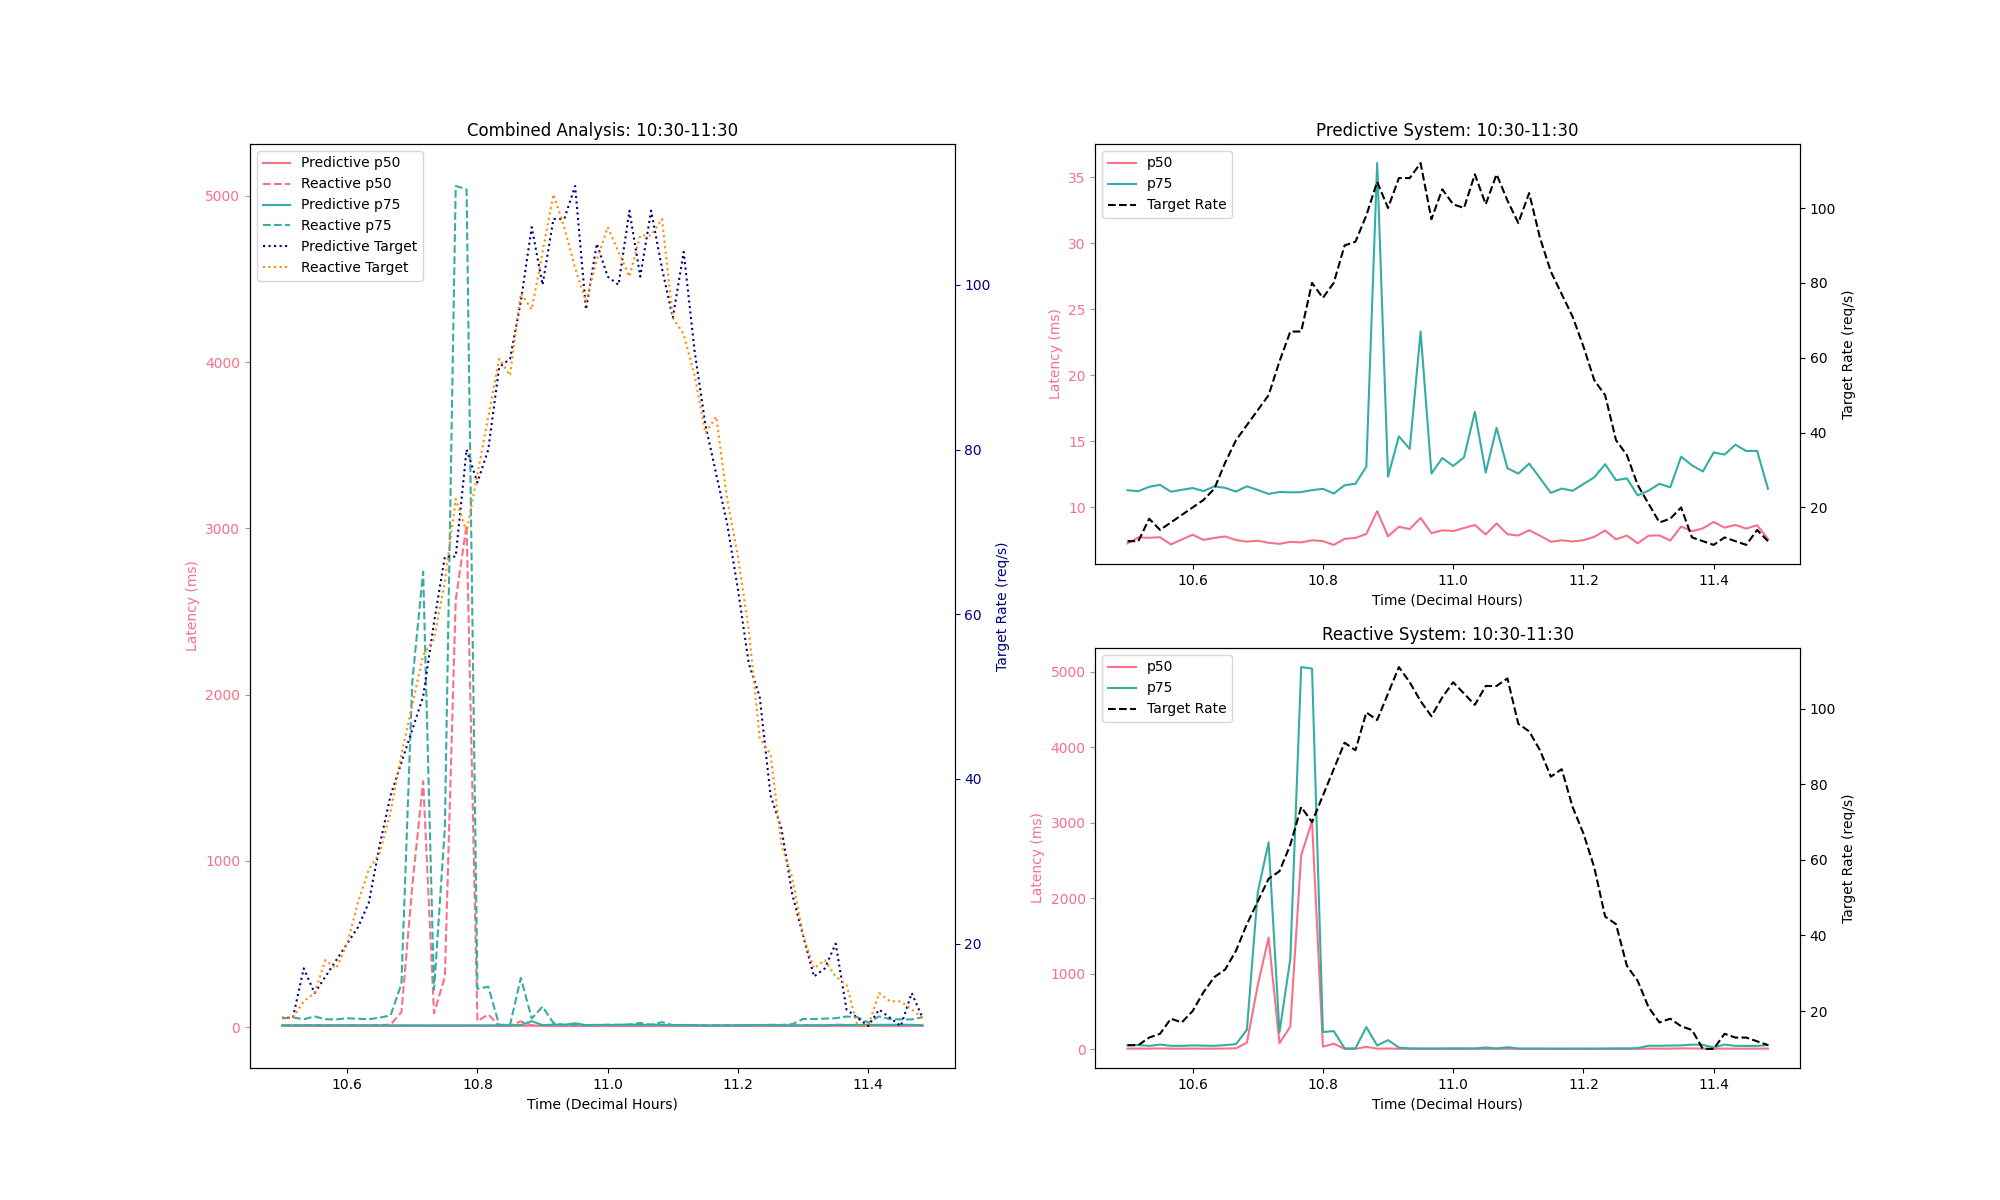 Combined Analysis: 10:30-11:30
Predictive p50
Reactive p50
Predictive p75
Reactive p75
Predictive Target
Reactive Target
5000
4000
3000
2000
1000
0
Latency (ms)
100
80
60
40
20
Target Rate (req/s)
10.6 10.8 11.0 11.2 11.4
Time (Decimal Hours)
Predictive System: 10:30-11:30
p50
p75
Target Rate
35
30
25
20
15
10
Latency (ms)
100
80
60
40
20
Target Rate (req/s)
10.6 10.8 11.0 11.2 11.4
Time (Decimal Hours)
Reactive System: 10:30-11:30
p50
p75
Target Rate
5000
4000
3000
2000
1000
0
Latency (ms)
100
80
60
40
20
Target Rate (req/s)
10.6 10.8 11.0 11.2 11.4
Time (Decimal Hours)